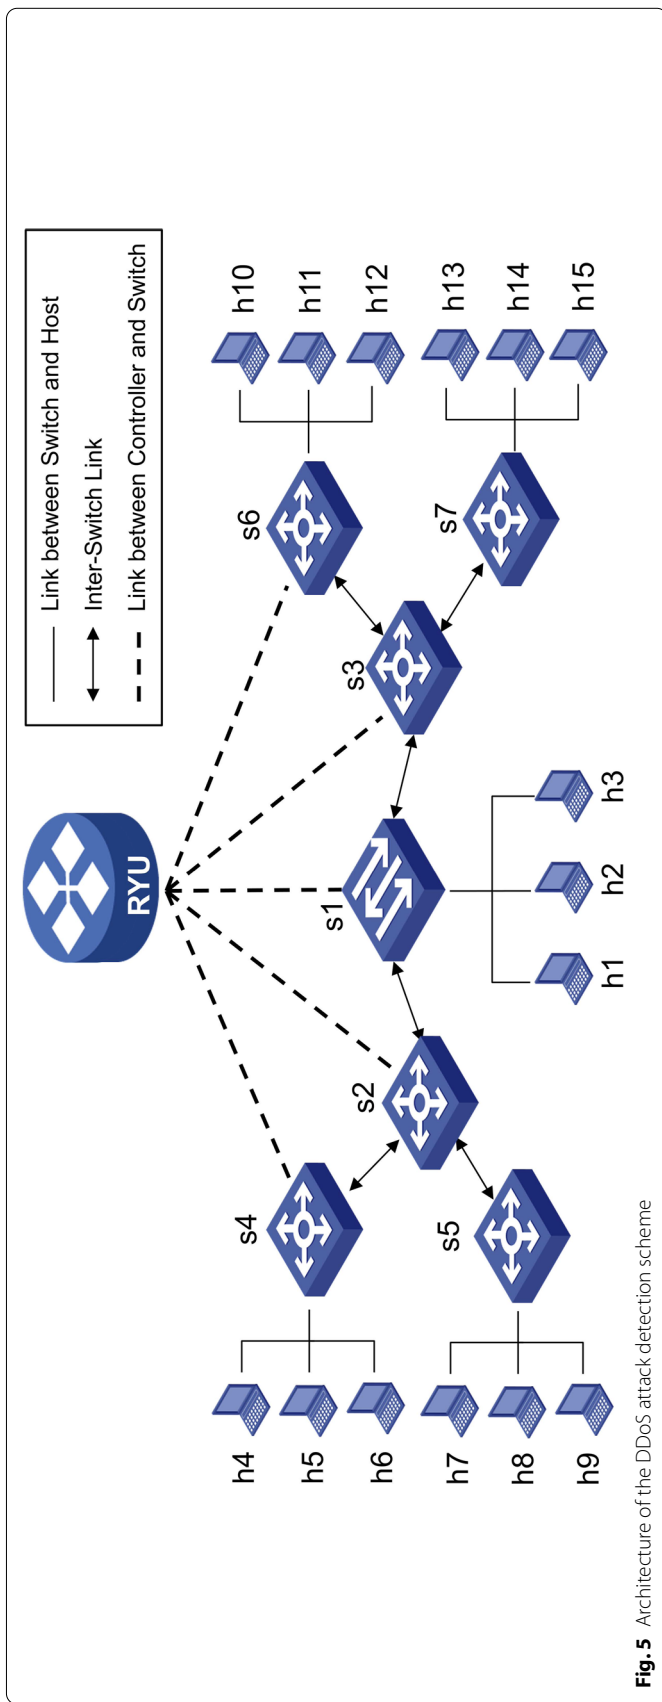 Link between Switch and Host
Inter-Switch Link
Link between Controller and Switch
RYU
s4
s6
s2
s1
s3
s5
s7
h4
h5
h6
h7
h8
h9
h10
h11
h12
h13
h14
h15
h1
h2
h3
Fig. 5 Architecture of the DDoS attack detection scheme